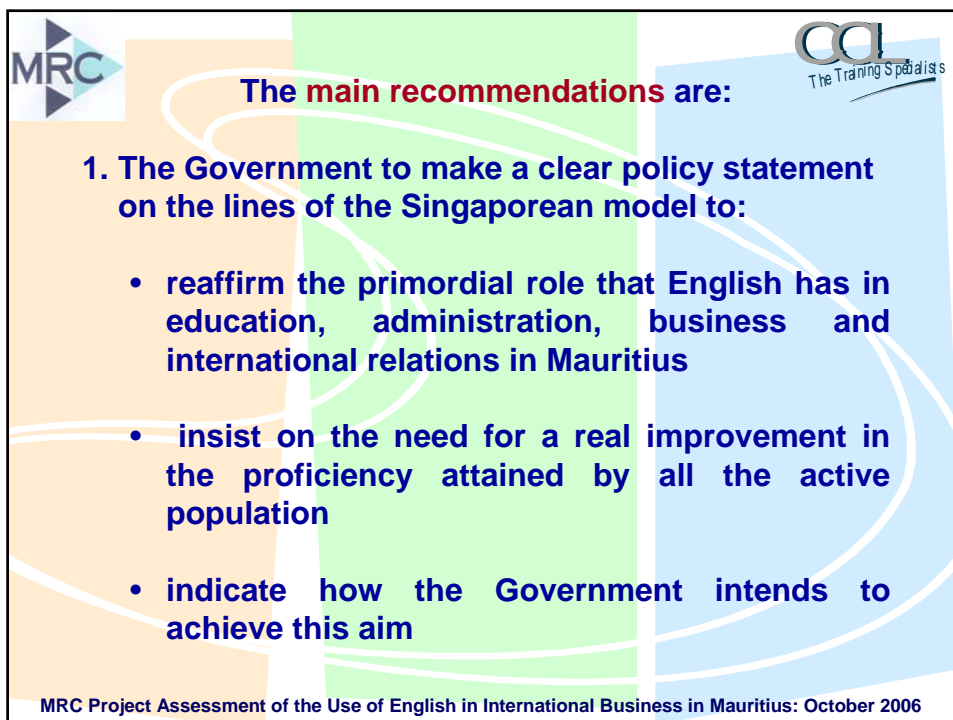 MRC
CCL
The Training Specialists
The main recommendations are:
1. The Government to make a clear policy statement
on the lines of the Singaporean model to:
• reaffirm the primordial role that English has in
education, administration, business and
international relations in Mauritius
• insist on the need for a real improvement in
the proficiency attained by all the active
population
• indicate how the Government intends to
achieve this aim
MRC Project Assessment of the Use of English in International Business in Mauritius: October 2006